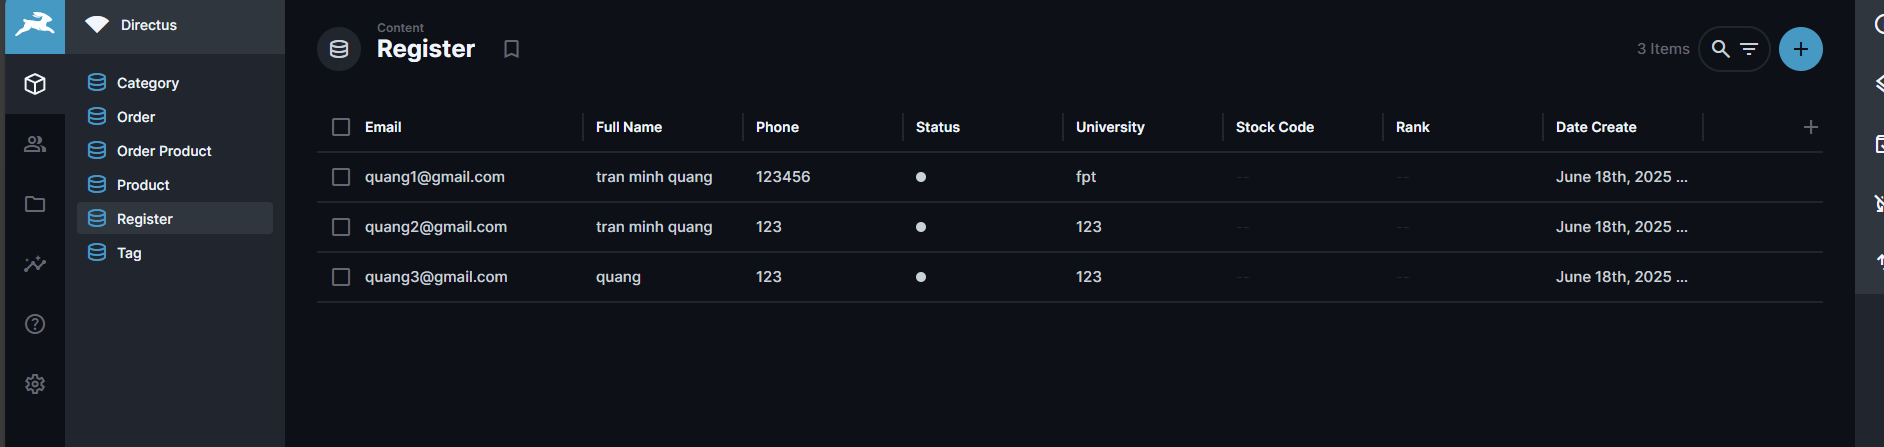 Directus
Category
Order
Order Product
Product
Register
Tag
Content
Register
3 Items
Email Full Name Phone Status University Stock Code Rank Date Create
quang1@gmail.com tran minh quang 123456 fpt -- -- June 18th, 2025 ...
quang2@gmail.com tran minh quang 123 123 -- -- June 18th, 2025 ...
quang3@gmail.com quang 123 123 -- -- June 18th, 2025 ...